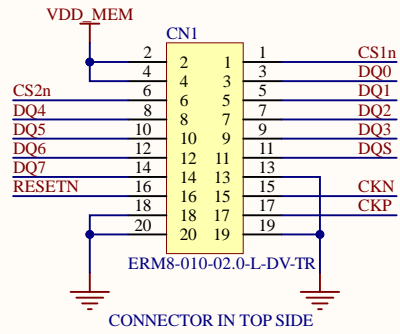 VDD_MEM
CN1
2 2 1 1 CS1n
4 4 3 3 DQ0
CS2n 6 6 5 5 DQ1
DQ4 8 8 7 7 DQ2
DQ5 10 10 9 9 DQ3
DQ6 12 12 11 11 DQS
DQ7 14 14 13 13
RESETN 16 16 15 15 CKN
18 18 17 17 CKP
20 20 19 19
ERM8-010-02.0-L-DV-TR
CONNECTOR IN TOP SIDE